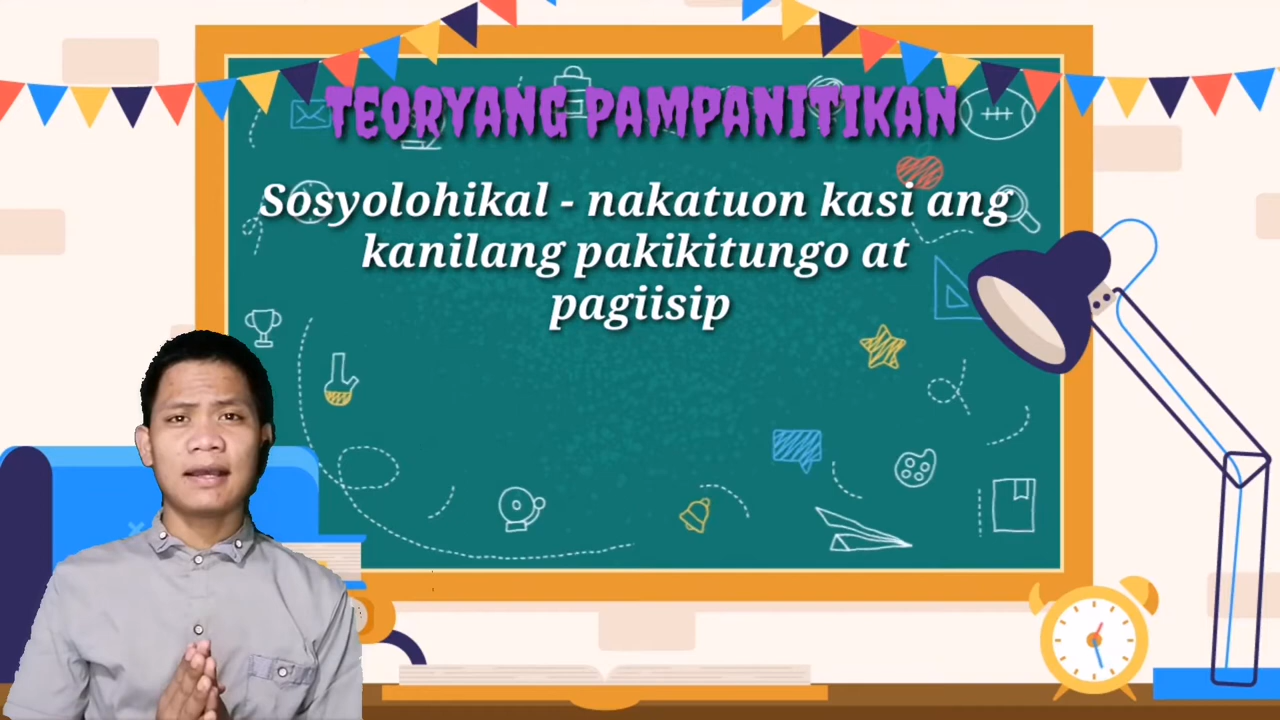 TEORYANG PAMPANITIKAN
Sosyolohikal - nakatuon kasi ang
kanilang pakikitungo at
pagiisip